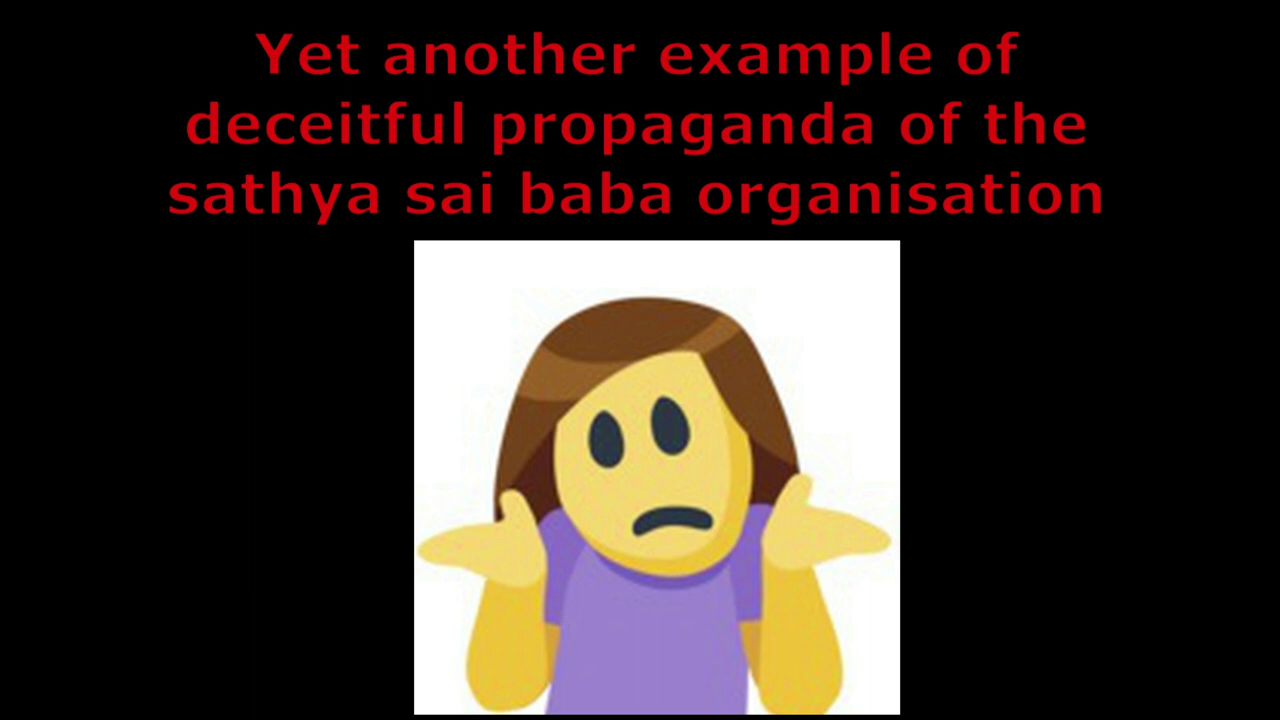 Yet another example of
deceitful propaganda of the
sathya sai baba organisation